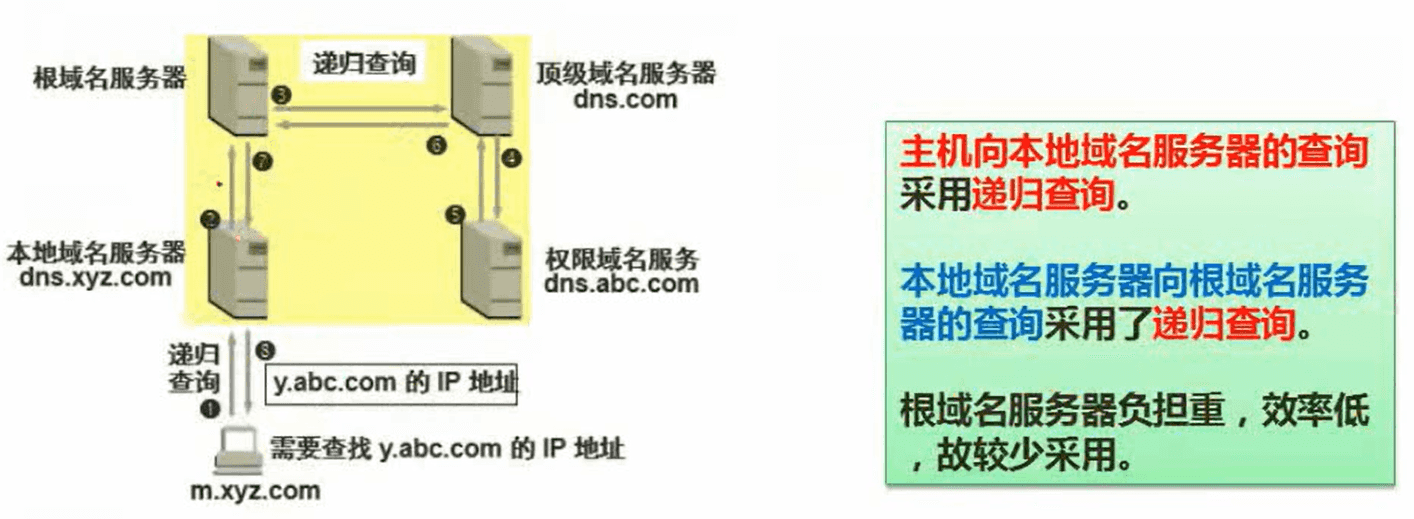 递归查询
根域名服务器
顶级域名服务器
dns.com
❸
❻
❹
❼
❷
❺
本地域名服务器
dns.xyz.com
权限域名服务
dns.abc.com
递归
查询
❽
❶
y.abc.com 的 IP 地址
需要查找 y.abc.com 的 IP 地址
m.xyz.com
主机向本地域名服务器的查询
采用递归查询。
本地域名服务器向根域名服务
器的查询采用了递归查询。
根域名服务器负担重，效率低
，故较少采用。